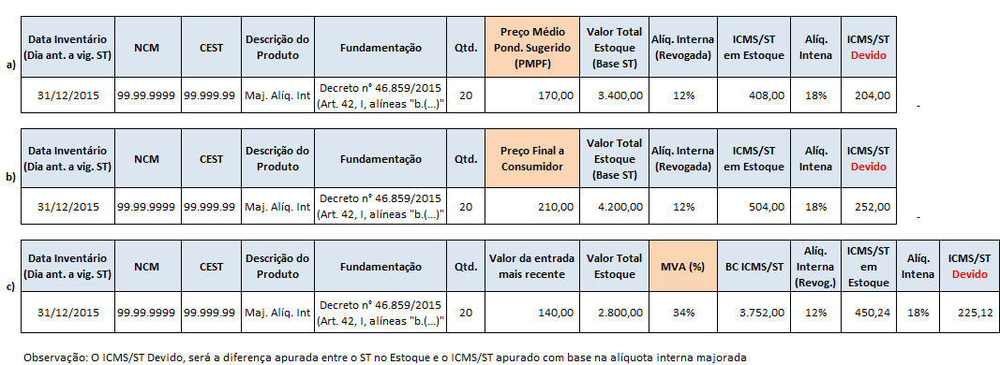 a)
Data Inventário (Dia ant. a vig. ST) NCM CEST Descrição do Produto Fundamentação Qtd. Preço Médio Pond. Sugerido (PMPF) Valor Total Estoque (Base ST) Alíq. Interna (Revogada) ICMS/ST em Estoque Alíq. Intena ICMS/ST Devido
31/12/2015 99.99.9999 99.999.99 Maj. Alíq. Int Decreto n° 46.859/2015 (Art. 42, I, alíneas "b.(...)" 20 170,00 3.400,00 12% 408,00 18% 204,00 -
b)
Data Inventário (Dia ant. a vig. ST) NCM CEST Descrição do Produto Fundamentação Qtd. Preço Final a Consumidor Valor Total Estoque (Base ST) Alíq. Interna (Revogada) ICMS/ST em Estoque Alíq. Intena ICMS/ST Devido
31/12/2015 99.99.9999 99.999.99 Maj. Alíq. Int Decreto n° 46.859/2015 (Art. 42, I, alíneas "b.(...)" 20 210,00 4.200,00 12% 504,00 18% 252,00 -
c)
Data Inventário (Dia ant. a vig. ST) NCM CEST Descrição do Produto Fundamentação Qtd. Valor da entrada mais recente Valor Total Estoque MVA (%) BC ICMS/ST Alíq. Interna (Revog.) ICMS/ST em Estoque Alíq. Intena ICMS/ST Devido
31/12/2015 99.99.9999 99.999.99 Maj. Alíq. Int Decreto n° 46.859/2015 (Art. 42, I, alíneas "b.(...)" 20 140,00 2.800,00 34% 3.752,00 12% 450,24 18% 225,12
Observação: O ICMS/ST Devido, será a diferença apurada entre o ST no Estoque e o ICMS/ST apurado com base na alíquota interna majorada